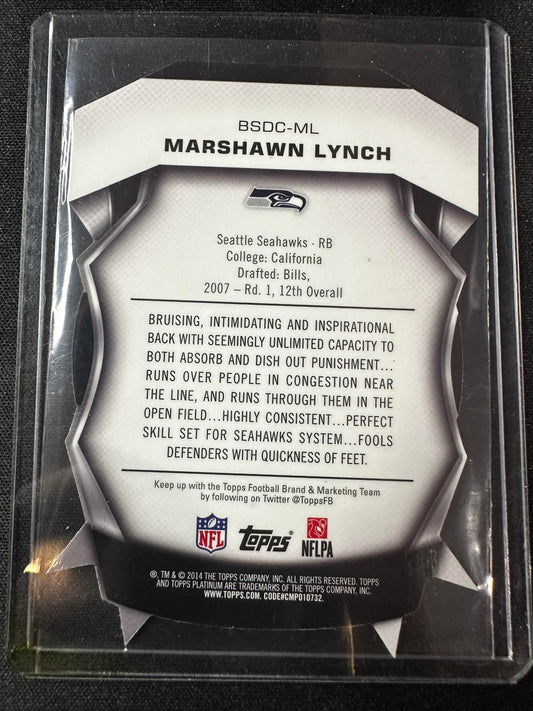 BSDC-ML
MARSHAWN LYNCH
Seattle Seahawks · RB
College: California
Drafted: Bills,
2007 – Rd. 1, 12th Overall
BRUISING, INTIMIDATING AND INSPIRATIONAL
BACK WITH SEEMINGLY UNLIMITED CAPACITY TO
BOTH ABSORB AND DISH OUT PUNISHMENT...
RUNS OVER PEOPLE IN CONGESTION NEAR
THE LINE, AND RUNS THROUGH THEM IN THE
OPEN FIELD...HIGHLY CONSISTENT...PERFECT
SKILL SET FOR SEAHAWKS SYSTEM...FOOLS
DEFENDERS WITH QUICKNESS OF FEET.
Keep up with the Topps Football Brand & Marketing Team
by following on Twitter @ToppsFB
NFL Topps NFLPA
®, TM & © 2014 THE TOPPS COMPANY, INC. ALL RIGHTS RESERVED. TOPPS
AND TOPPS PLATINUM ARE TRADEMARKS OF THE TOPPS COMPANY, INC.
WWW.TOPPS.COM. CODE#CMP010732.